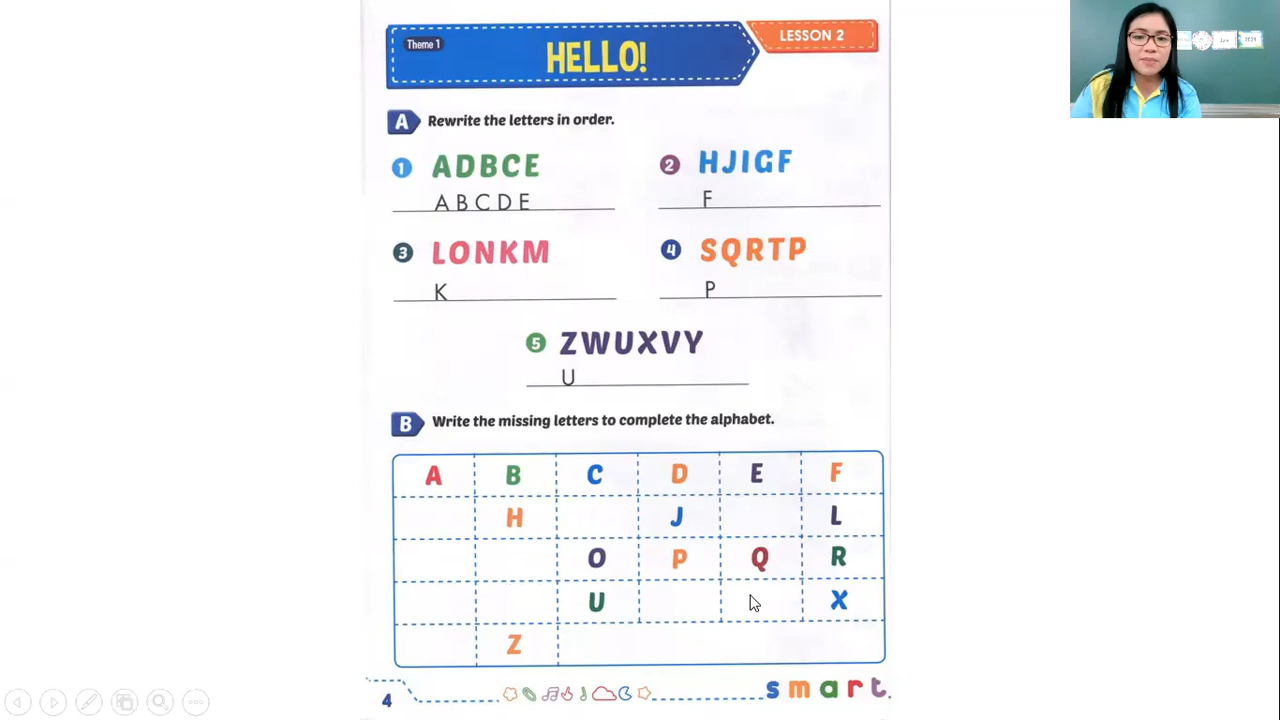 Theme 1
HELLO!
LESSON 2
A Rewrite the letters in order.
1 ADBCE
A B C D E
2 HJIGF
F
3 LONKM
K
4 SQRTP
P
5 ZWUXVY
U
B Write the missing letters to complete the alphabet.
A B C D E F
H J L
O P Q R
U X
Z
4
smart.